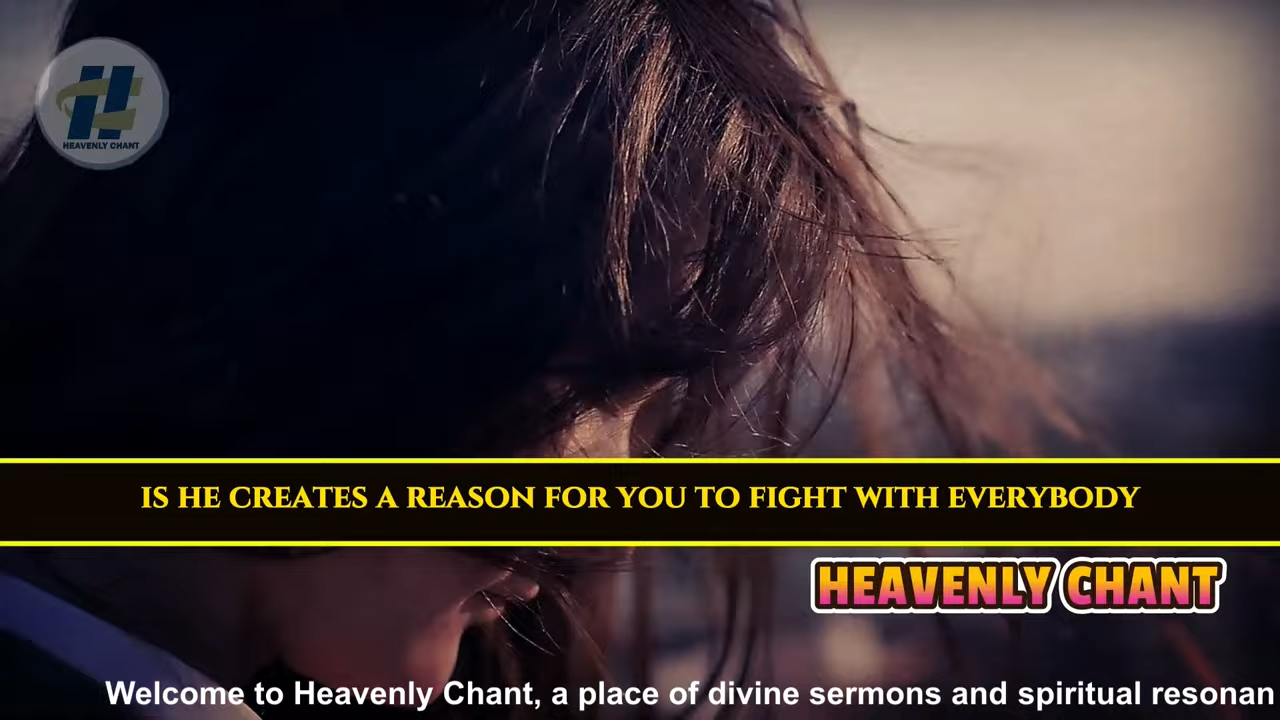 HEAVENLY CHANT
IS HE CREATES A REASON FOR YOU TO FIGHT WITH EVERYBODY
HEAVENLY CHANT
Welcome to Heavenly Chant, a place of divine sermons and spiritual resonan